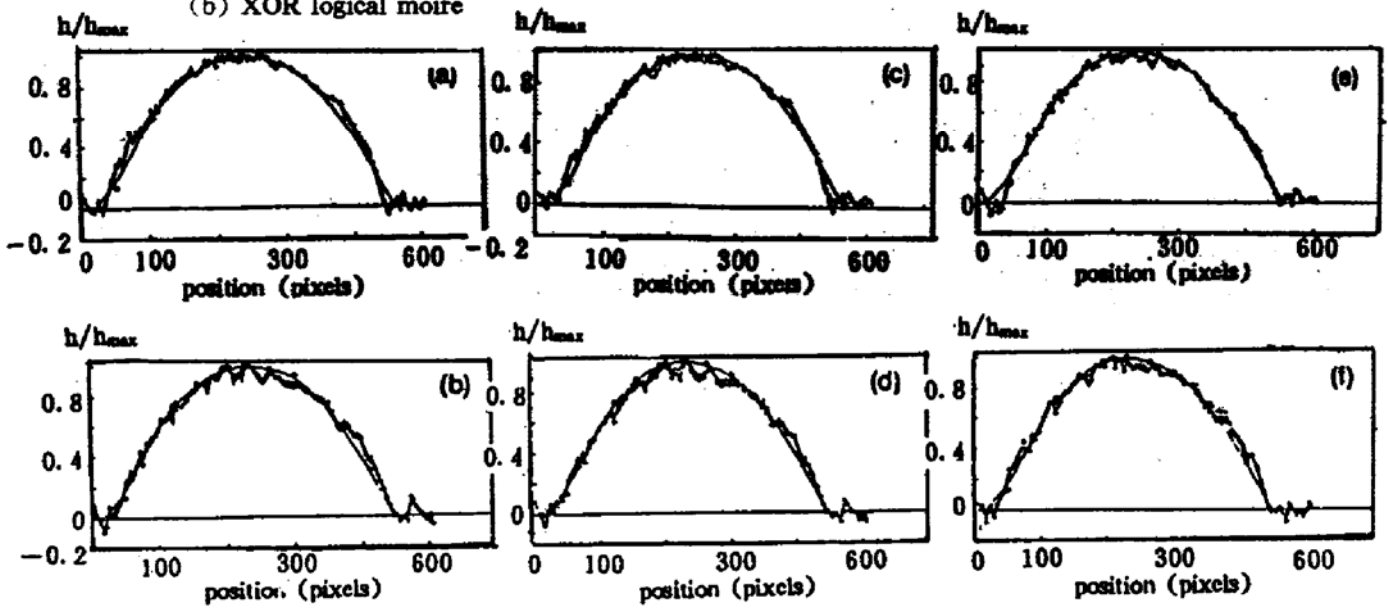 (b) XOR logical moire
h/hmax h/hmax h/hmax
(a) (c) (e)
0.8 0.8 0.8
0.4 0.4 0.4
0 0 0
-0.2 -0.2
0 100 300 600 100 300 600 0 100 300 600
position (pixels) position (pixels) position (pixels)
h/hmax h/hmax h/hmax
(b) (d) (f)
0.8 0.8 0.8
0.4 0.4 0.4
0 0 0
-0.2
100 300 600 0 100 300 600 0 100 300 600
position (pixels) position (pixels) position (pixels)